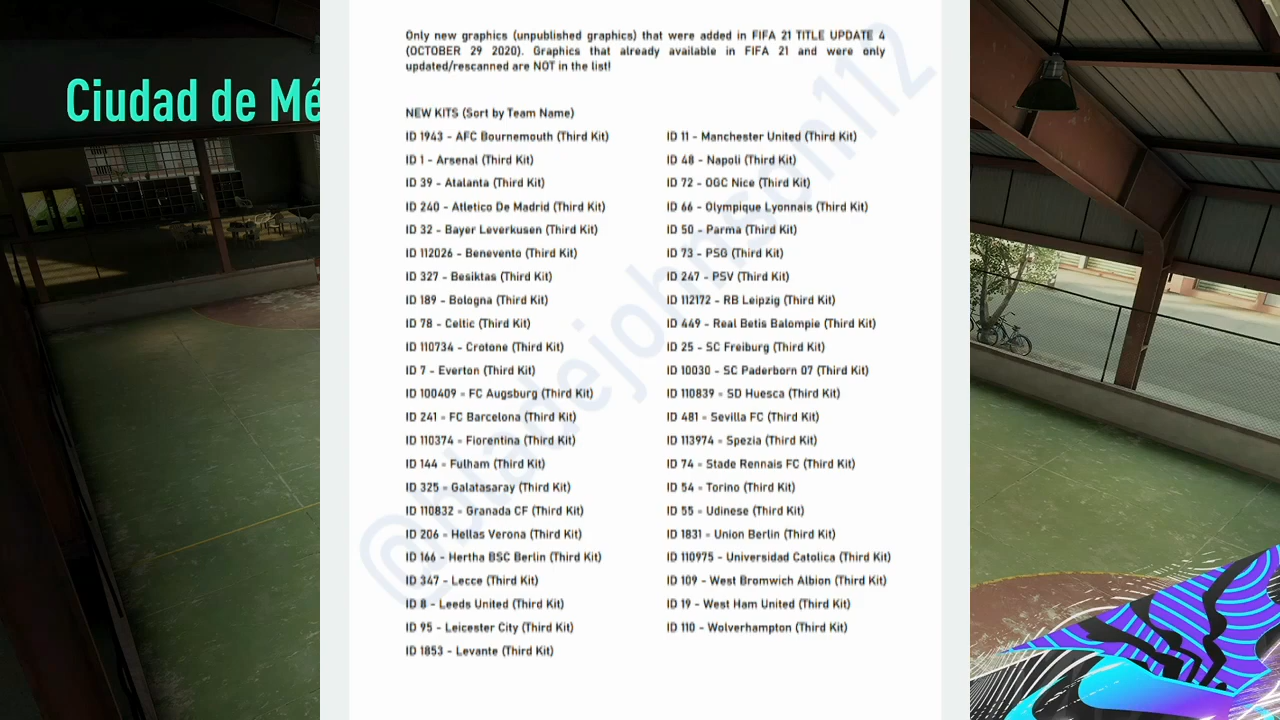 Ciudad de Mé
Only new graphics (unpublished graphics) that were added in FIFA 21 TITLE UPDATE 4
(OCTOBER 29 2020). Graphics that already available in FIFA 21 and were only
updated/rescanned are NOT in the list!
NEW KITS (Sort by Team Name)
ID 1943 - AFC Bournemouth (Third Kit)
ID 1 - Arsenal (Third Kit)
ID 39 - Atalanta (Third Kit)
ID 240 - Atletico De Madrid (Third Kit)
ID 32 - Bayer Leverkusen (Third Kit)
ID 112026 - Benevento (Third Kit)
ID 327 - Besiktas (Third Kit)
ID 189 - Bologna (Third Kit)
ID 78 - Celtic (Third Kit)
ID 110734 - Crotone (Third Kit)
ID 7 - Everton (Third Kit)
ID 100409 - FC Augsburg (Third Kit)
ID 241 - FC Barcelona (Third Kit)
ID 110374 - Fiorentina (Third Kit)
ID 144 - Fulham (Third Kit)
ID 325 - Galatasaray (Third Kit)
ID 110832 - Granada CF (Third Kit)
ID 206 - Hellas Verona (Third Kit)
ID 166 - Hertha BSC Berlin (Third Kit)
ID 347 - Lecce (Third Kit)
ID 8 - Leeds United (Third Kit)
ID 95 - Leicester City (Third Kit)
ID 1853 - Levante (Third Kit)
ID 11 - Manchester United (Third Kit)
ID 48 - Napoli (Third Kit)
ID 72 - OGC Nice (Third Kit)
ID 66 - Olympique Lyonnais (Third Kit)
ID 50 - Parma (Third Kit)
ID 73 - PSG (Third Kit)
ID 247 - PSV (Third Kit)
ID 112172 - RB Leipzig (Third Kit)
ID 449 - Real Betis Balompie (Third Kit)
ID 25 - SC Freiburg (Third Kit)
ID 10030 - SC Paderborn 07 (Third Kit)
ID 110839 - SD Huesca (Third Kit)
ID 481 - Sevilla FC (Third Kit)
ID 113974 - Spezia (Third Kit)
ID 74 - Stade Rennais FC (Third Kit)
ID 54 - Torino (Third Kit)
ID 55 - Udinese (Third Kit)
ID 1831 - Union Berlin (Third Kit)
ID 110975 - Universidad Catolica (Third Kit)
ID 109 - West Bromwich Albion (Third Kit)
ID 19 - West Ham United (Third Kit)
ID 110 - Wolverhampton (Third Kit)